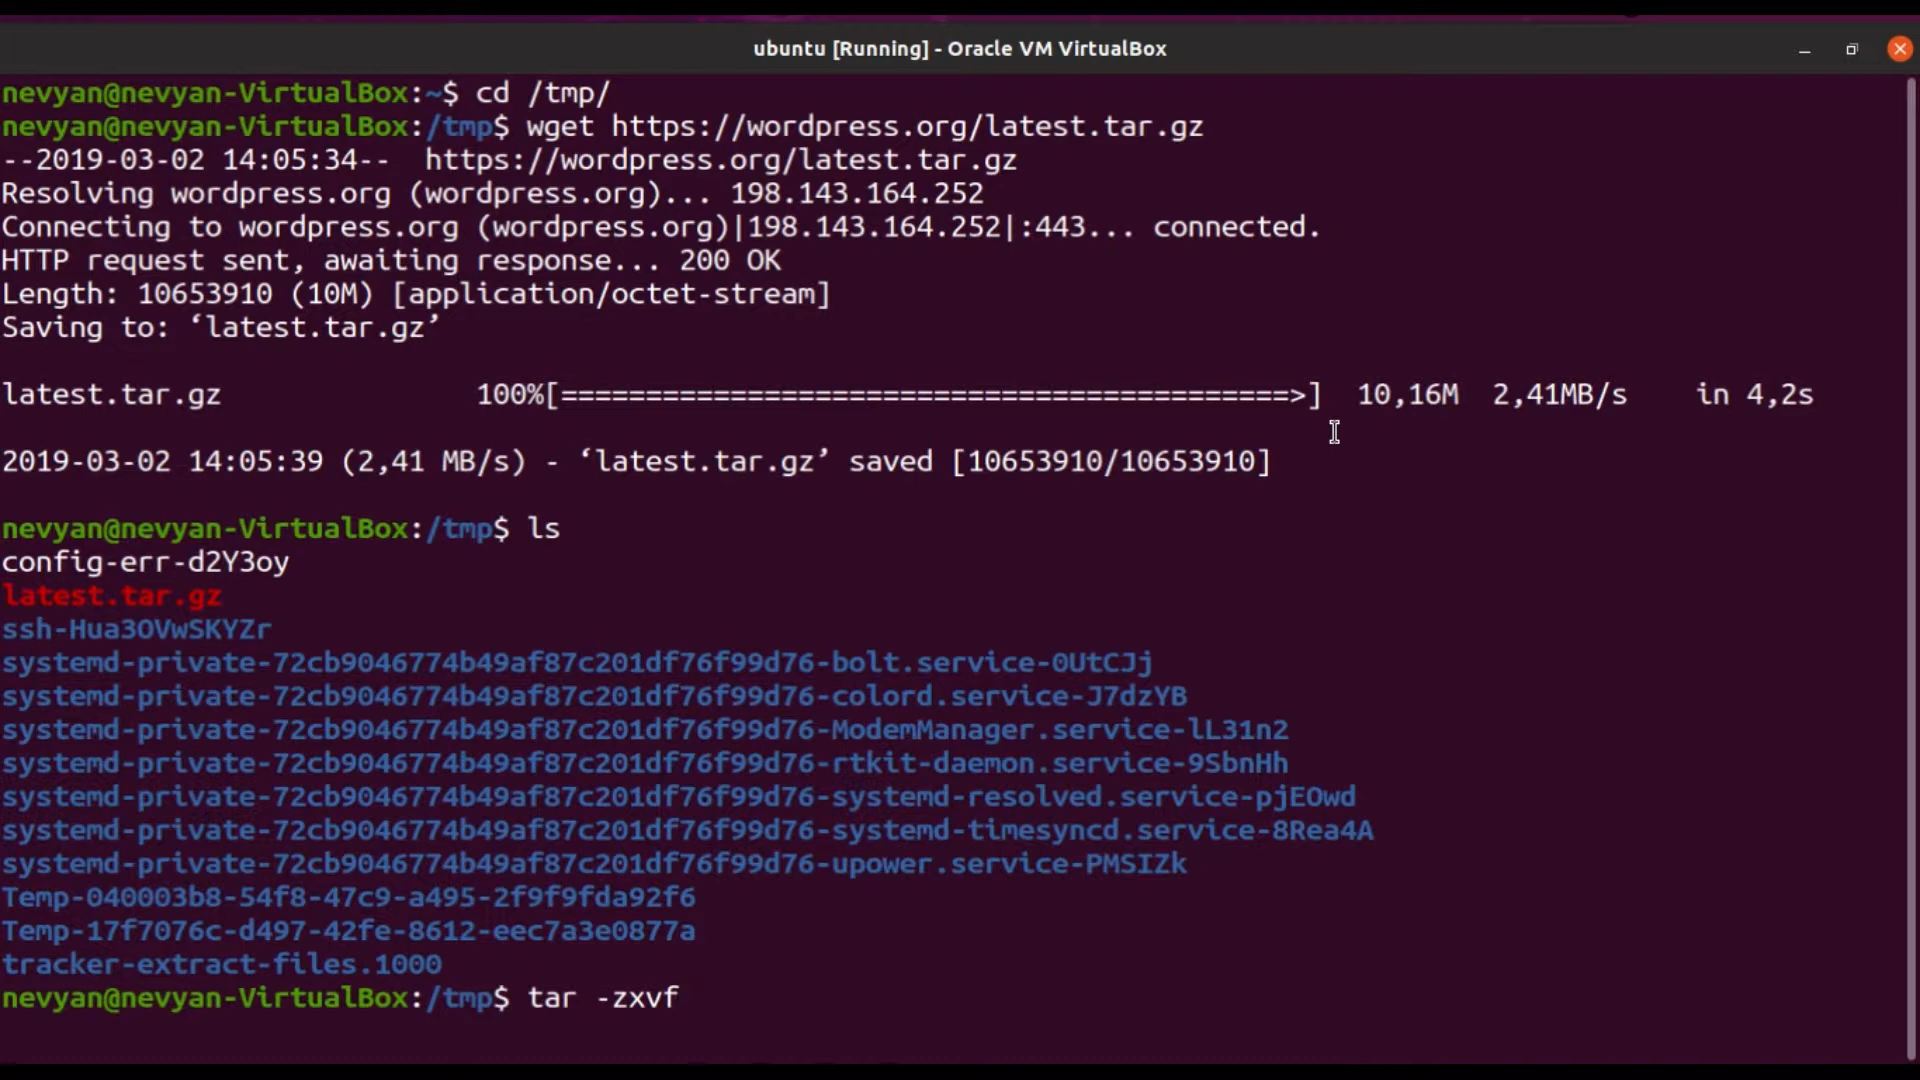 ubuntu [Running] - Oracle VM VirtualBox
nevyan@nevyan-VirtualBox:~$ cd /tmp/
nevyan@nevyan-VirtualBox:/tmp$ wget https://wordpress.org/latest.tar.gz
--2019-03-02 14:05:34--  https://wordpress.org/latest.tar.gz
Resolving wordpress.org (wordpress.org)... 198.143.164.252
Connecting to wordpress.org (wordpress.org)|198.143.164.252|:443... connected.
HTTP request sent, awaiting response... 200 OK
Length: 10653910 (10M) [application/octet-stream]
Saving to: ‘latest.tar.gz’
latest.tar.gz 100%[===========================================>] 10,16M 2,41MB/s in 4,2s
2019-03-02 14:05:39 (2,41 MB/s) - ‘latest.tar.gz’ saved [10653910/10653910]
nevyan@nevyan-VirtualBox:/tmp$ ls
config-err-d2Y3oy
latest.tar.gz
ssh-Hua3OVwSKYZr
systemd-private-72cb9046774b49af87c201df76f99d76-bolt.service-0UtCJj
systemd-private-72cb9046774b49af87c201df76f99d76-colord.service-J7dzYB
systemd-private-72cb9046774b49af87c201df76f99d76-ModemManager.service-lL31n2
systemd-private-72cb9046774b49af87c201df76f99d76-rtkit-daemon.service-9SbnHh
systemd-private-72cb9046774b49af87c201df76f99d76-systemd-resolved.service-pjEOwd
systemd-private-72cb9046774b49af87c201df76f99d76-systemd-timesyncd.service-8Rea4A
systemd-private-72cb9046774b49af87c201df76f99d76-upower.service-PMSIZk
Temp-040003b8-54f8-47c9-a495-2f9f9fda92f6
Temp-17f7076c-d497-42fe-8612-eec7a3e0877a
tracker-extract-files.1000
nevyan@nevyan-VirtualBox:/tmp$ tar -zxvf